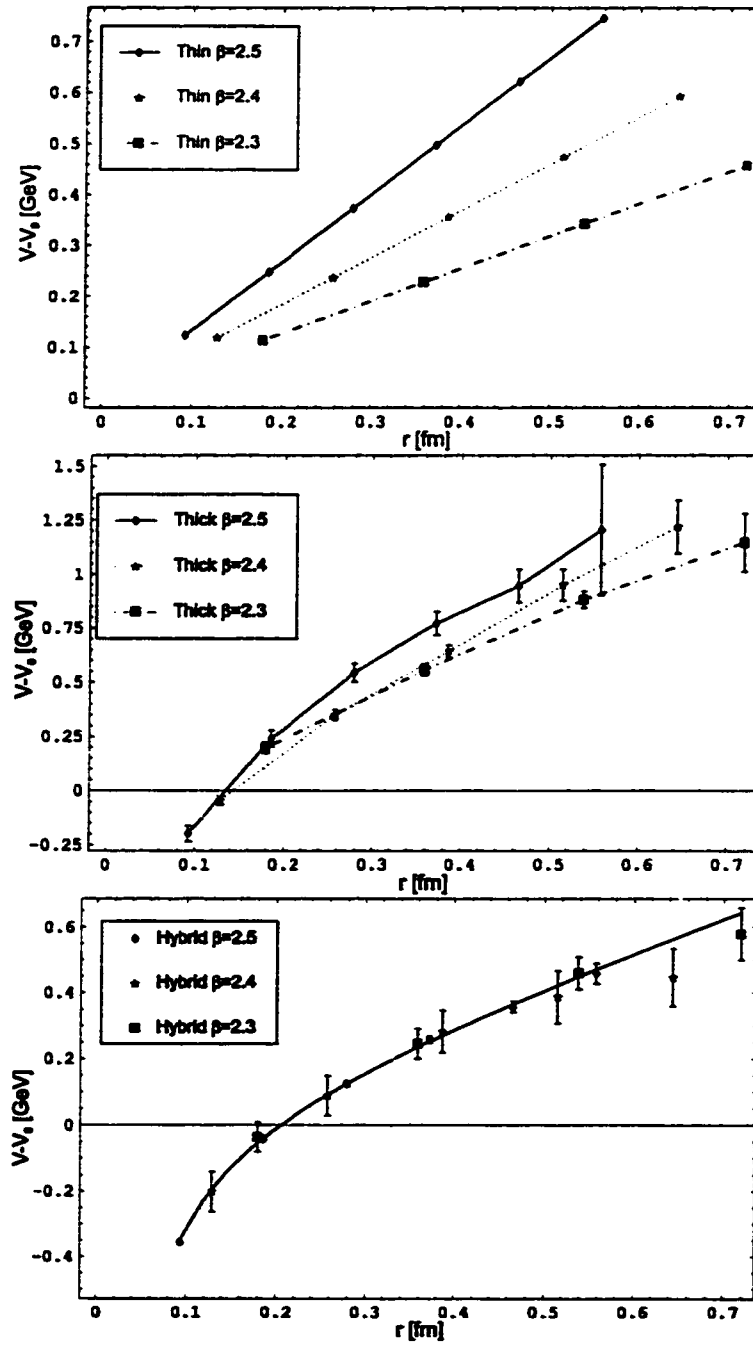 0.7
0.6
0.5
0.4
0.3
0.2
0.1
0
V-V₀ [GeV]
Thin β=2.5
Thin β=2.4
Thin β=2.3
0 0.1 0.2 0.3 0.4 0.5 0.6 0.7
r [fm]
1.5
1.25
1
0.75
0.5
0.25
0
-0.25
V-V₀ [GeV]
Thick β=2.5
Thick β=2.4
Thick β=2.3
0 0.1 0.2 0.3 0.4 0.5 0.6 0.7
r [fm]
0.6
0.4
0.2
0
-0.2
-0.4
V-V₀ [GeV]
Hybrid β=2.5
Hybrid β=2.4
Hybrid β=2.3
0 0.1 0.2 0.3 0.4 0.5 0.6 0.7
r [fm]